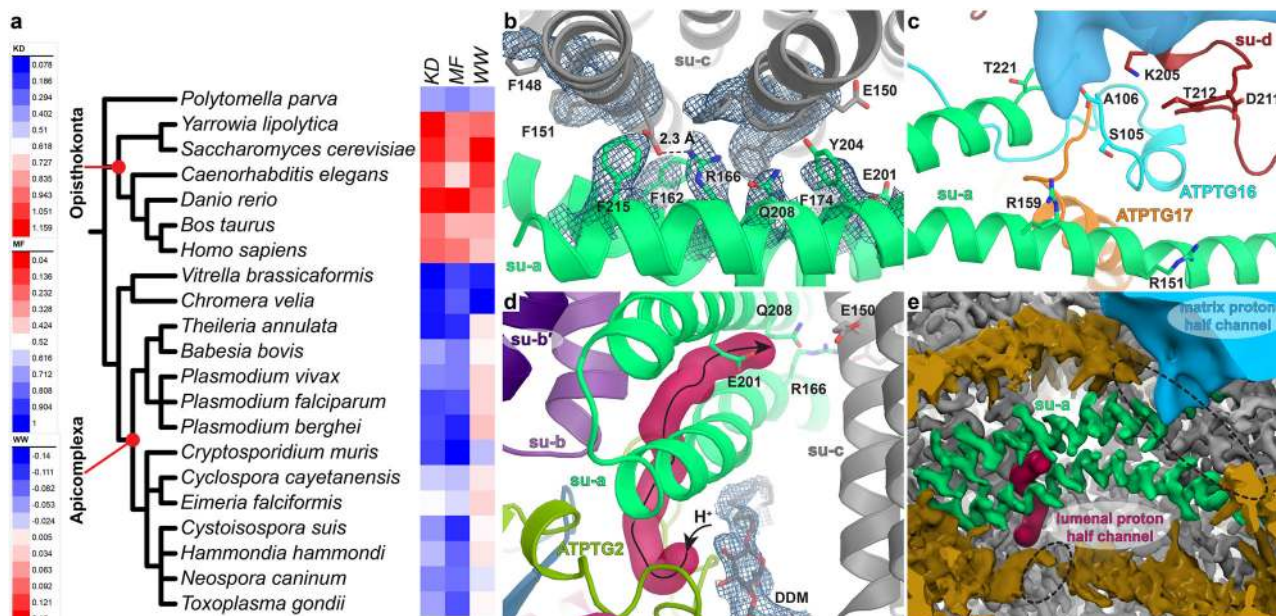 a
KD
0.078
0.186
0.294
0.402
0.51
0.618
0.727
0.835
0.943
1.051
1.159
MF
0.04
0.136
0.232
0.328
0.424
0.52
0.616
0.712
0.808
0.904
1
WW
-0.14
-0.111
-0.082
-0.053
-0.024
0.005
0.034
0.063
0.092
0.121
Opisthokonta
Apicomplexa
KD MF WW
Polytomella parva
Yarrowia lipolytica
Saccharomyces cerevisiae
Caenorhabditis elegans
Danio rerio
Bos taurus
Homo sapiens
Vitrella brassicaformis
Chromera velia
Theileria annulata
Babesia bovis
Plasmodium vivax
Plasmodium falciparum
Plasmodium berghei
Cryptosporidium muris
Cyclospora cayetanensis
Eimeria falciformis
Cystoisospora suis
Hammondia hammondi
Neospora caninum
Toxoplasma gondii
b
su-c
F148
E150
F151
2.3 Å
Y204
R166
E201
F215
F162
Q208
F174
su-a
c
su-d
T221
K205
A106
T212
D211
S105
su-a
ATPTG16
R159
ATPTG17
R151
d
Q208
E150
su-b'
E201
R166
su-b
su-c
su-a
H+
ATPTG2
DDM
e
matrix proton
half channel
su-a
lumenal proton
half channel